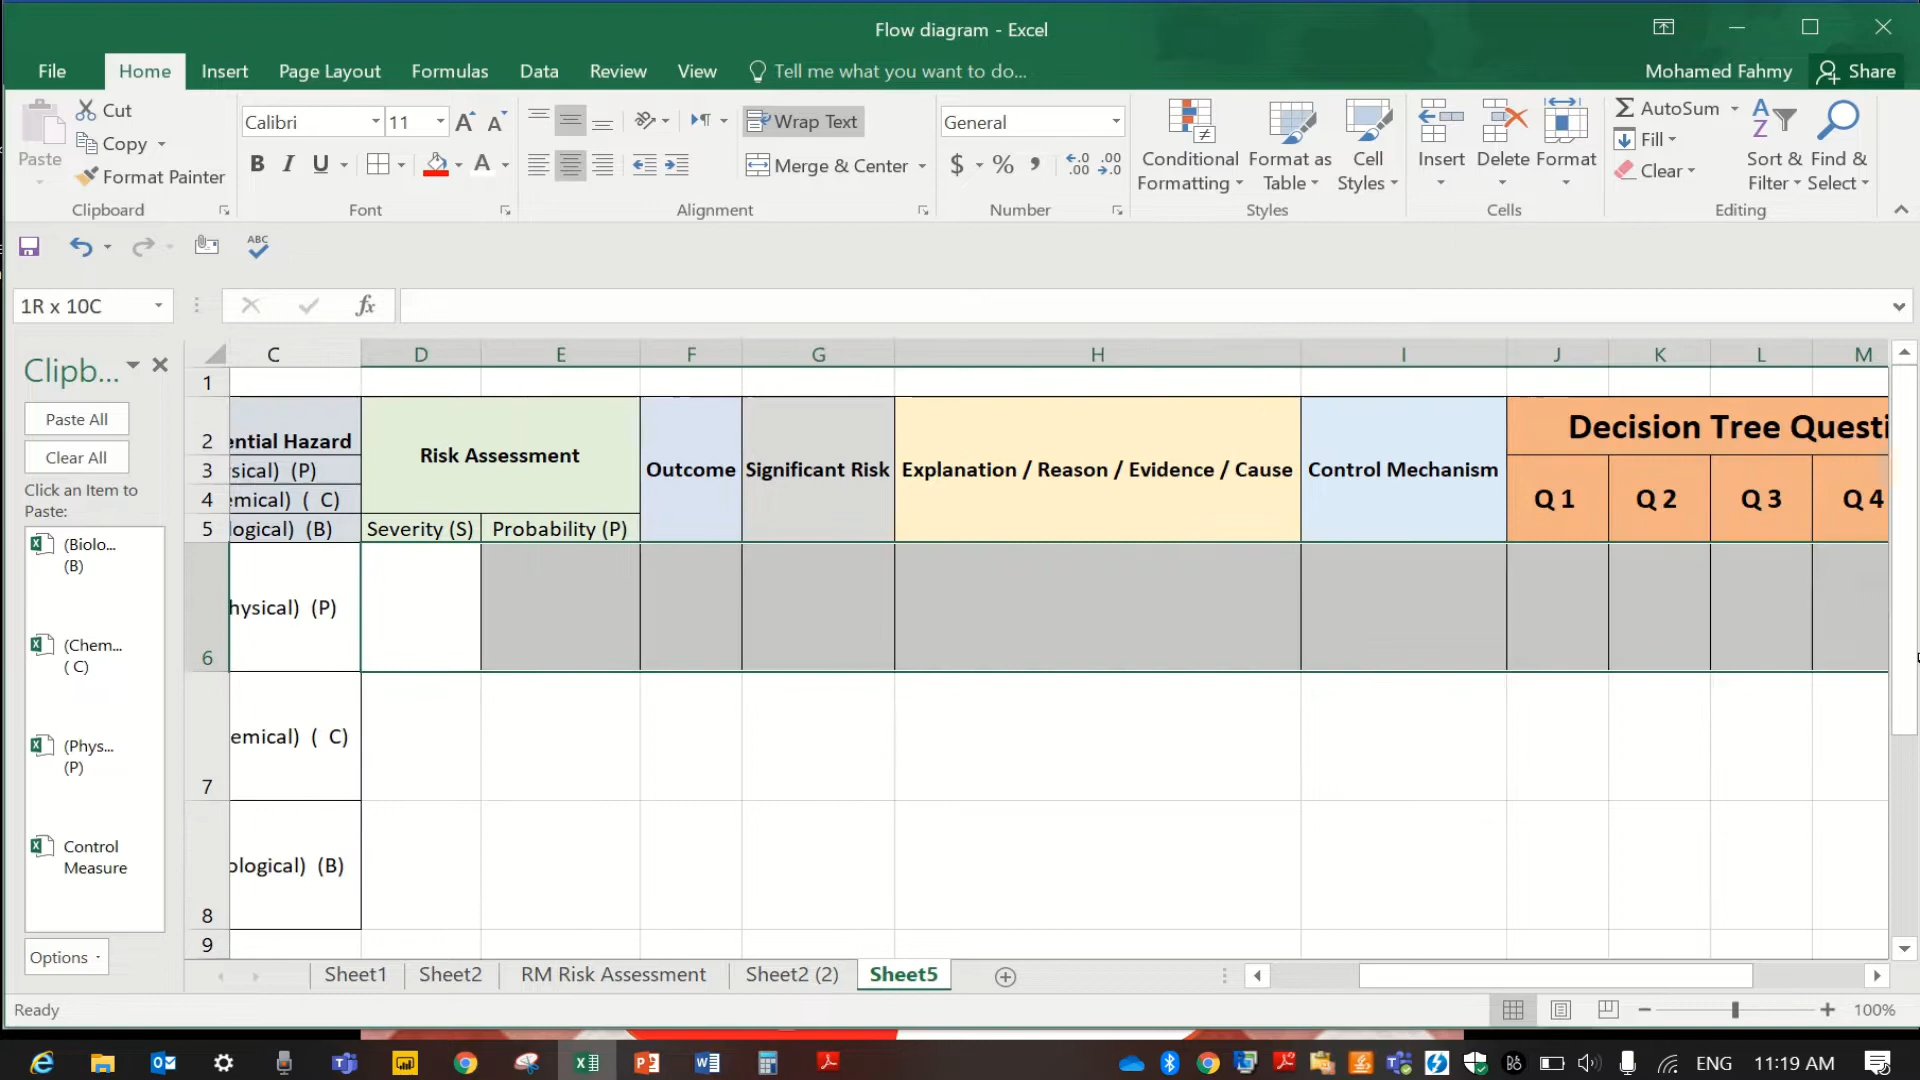 Flow diagram - Excel
File Home Insert Page Layout Formulas Data Review View Tell me what you want to do... Mohamed Fahmy Share
Paste
Cut
Copy
Format Painter
Clipboard
Calibri 11
B I U
Font
Wrap Text
Merge & Center
Alignment
General
$ % ,
Number
Conditional Formatting
Format as Table
Cell Styles
Styles
Insert Delete Format
Cells
AutoSum
Fill
Clear
Sort & Filter
Find & Select
Editing
ABC
1R x 10C
fx
Clipb...
Paste All
Clear All
Click an Item to
Paste:
(Biolo...
(B)
(Chem...
( C)
(Phys...
(P)
Control
Measure
Options
C D E F G H I J K L M
1
2 ential Hazard
3 sical) (P)
4 emical) ( C)
5 logical) (B)
Risk Assessment
Severity (S) Probability (P)
Outcome
Significant Risk
Explanation / Reason / Evidence / Cause
Control Mechanism
Decision Tree Questi
Q 1 Q 2 Q 3 Q 4
6 hysical) (P)
7 emical) ( C)
8 ological) (B)
9
Sheet1 Sheet2 RM Risk Assessment Sheet2 (2) Sheet5
Ready
100%
ENG 11:19 AM